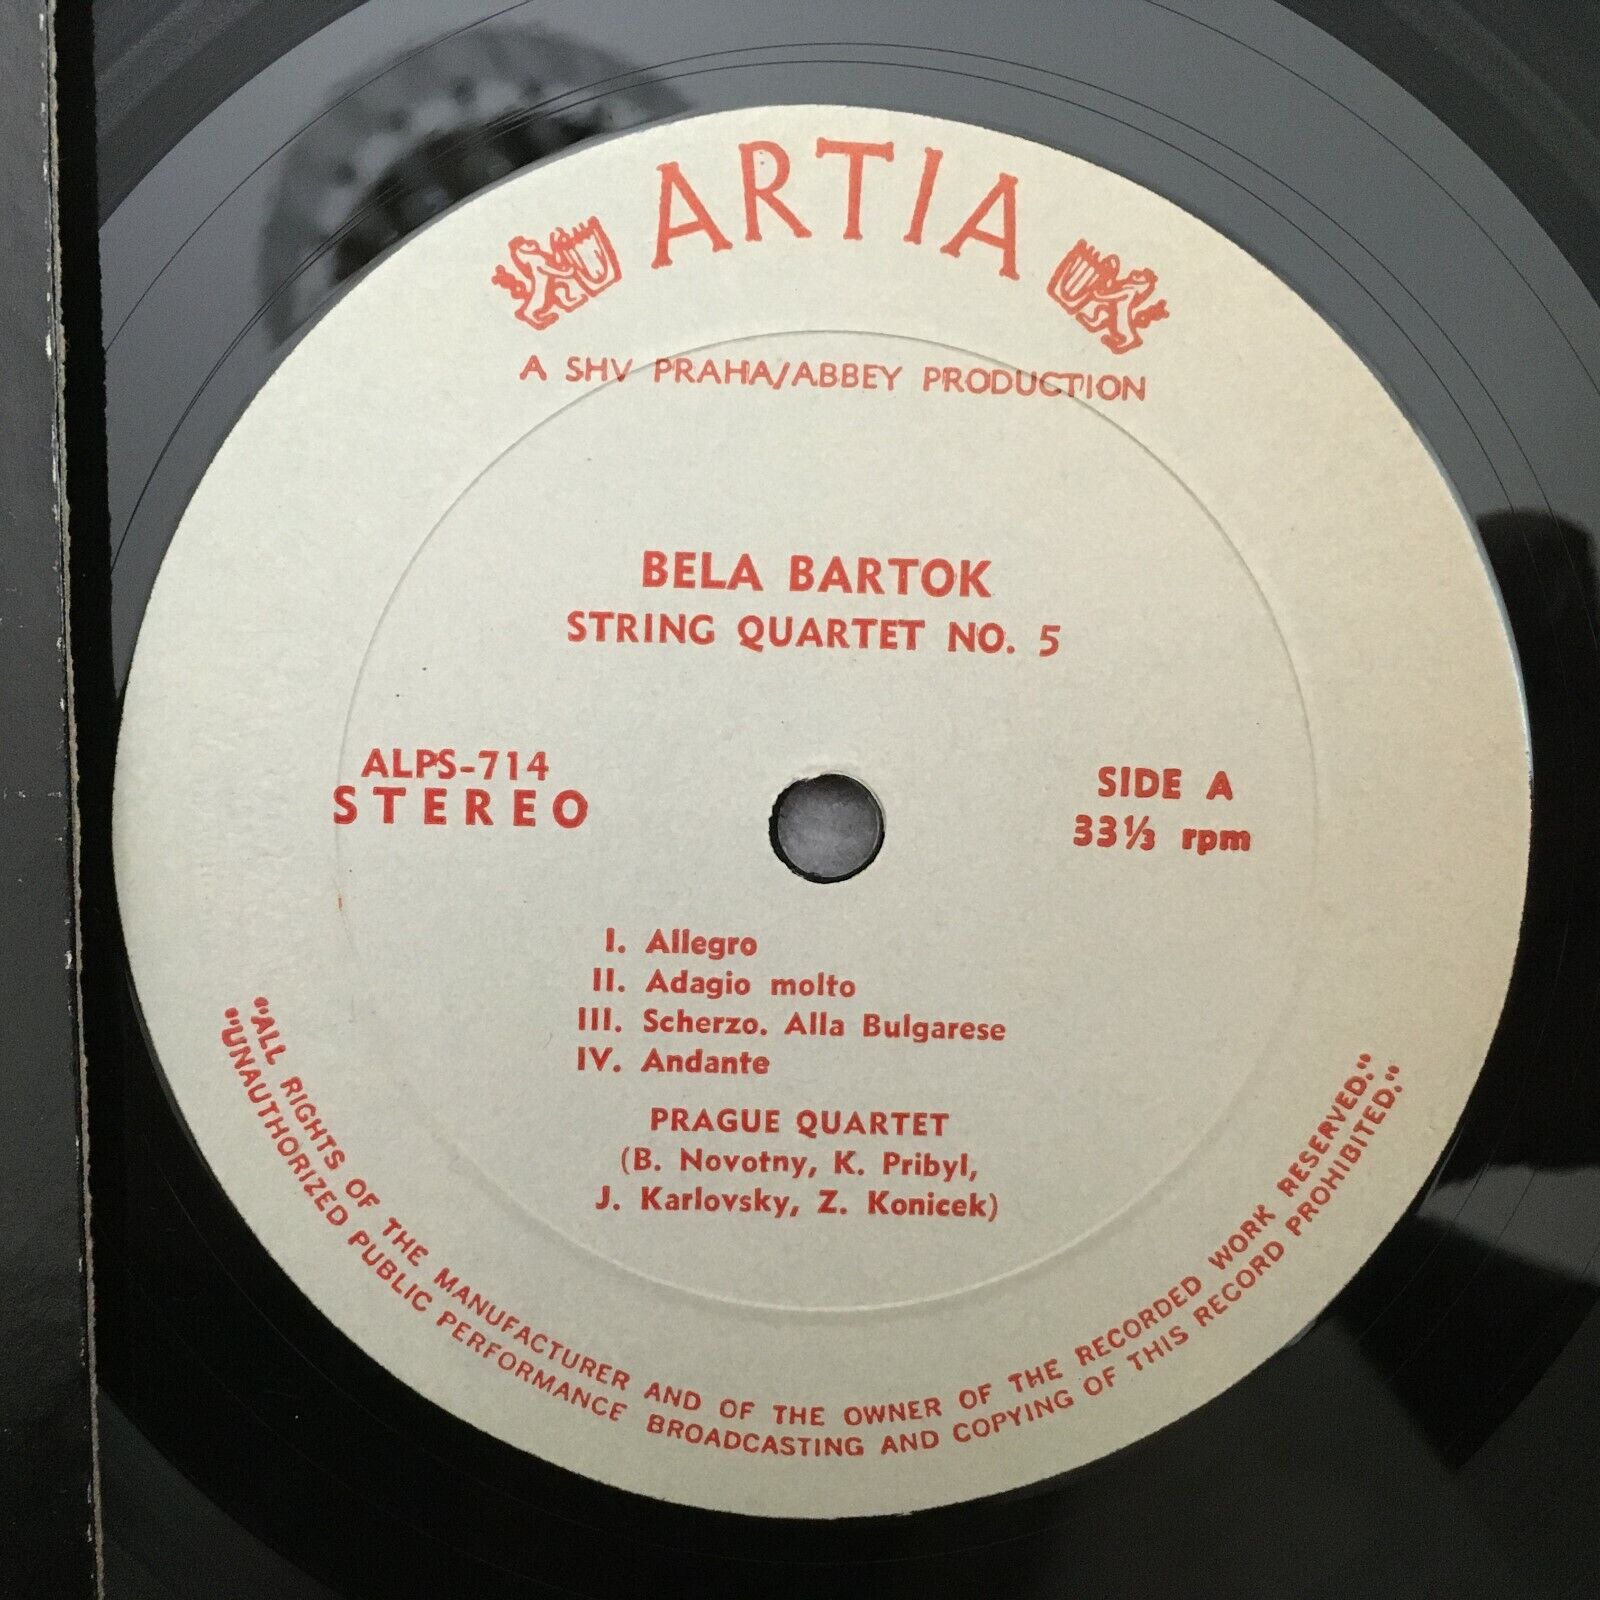 ARTIA
A SHV PRAHA/ABBEY PRODUCTION
BELA BARTOK
STRING QUARTET NO. 5
ALPS-714
STEREO
SIDE A
33⅓ rpm
I. Allegro
II. Adagio molto
III. Scherzo. Alla Bulgarese
IV. Andante
PRAGUE QUARTET
(B. Novotny, K. Pribyl,
J. Karlovsky, Z. Konicek)
"ALL RIGHTS OF THE MANUFACTURER AND OF THE OWNER OF THE RECORDED WORK RESERVED."
"UNAUTHORIZED PUBLIC PERFORMANCE BROADCASTING AND COPYING OF THIS RECORD PROHIBITED."